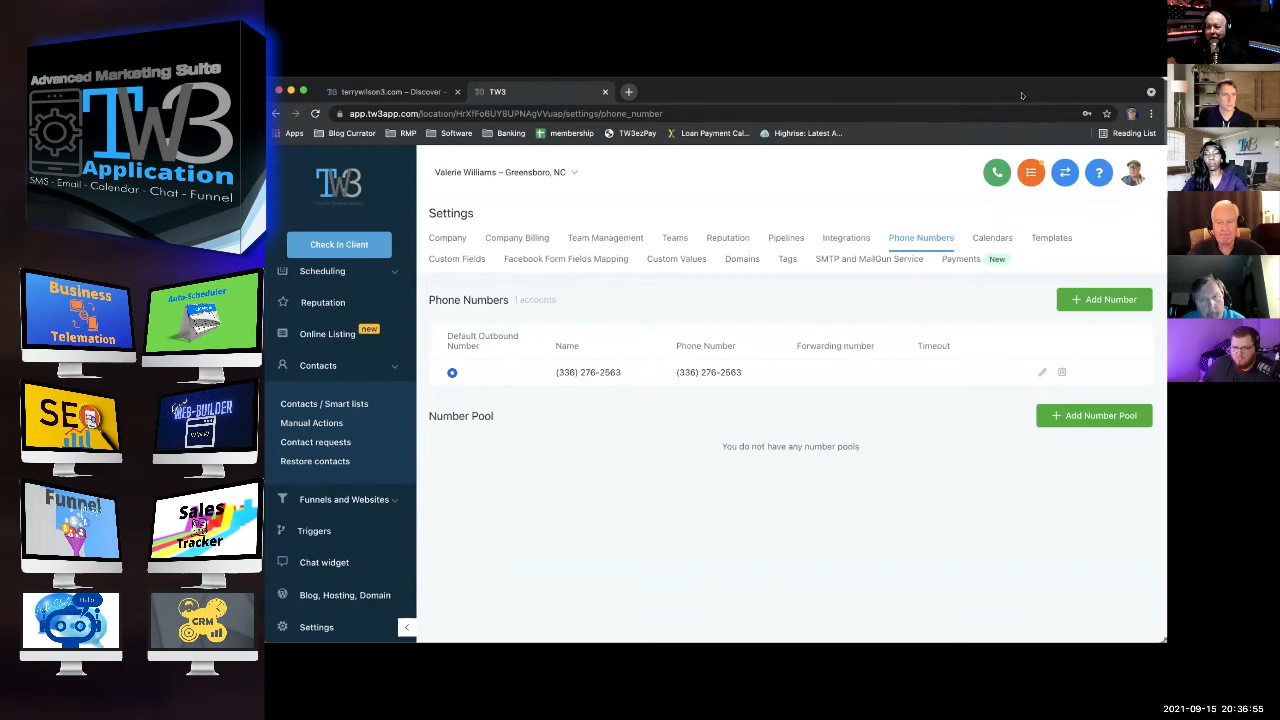 Advanced Marketing Suite
TW3
Application
SMS - Email - Calendar - Chat - Funnel
Business
Telemation
Auto-Scheduler
SEO
WEB-BUILDER
WWW
Funnel
Sales
Tracker
Help
CRM
terrywilson3.com – Discover –
TW3
app.tw3app.com/location/HrXfFo6UY8UPNAgVVuap/settings/phone_number
Apps
Blog Curator
RMP
Software
Banking
membership
TW3ezPay
Loan Payment Cal...
Highrise: Latest A...
Reading List
TW3
Check in Client
Scheduling
Reputation
Online Listing new
Contacts
Contacts / Smart lists
Manual Actions
Contact requests
Restore contacts
Funnels and Websites
Triggers
Chat widget
Blog, Hosting, Domain
Settings
Valerie Williams -- Greensboro, NC
Settings
Company Company Billing Team Management Teams Reputation Pipelines Integrations Phone Numbers Calendars Templates
Custom Fields Facebook Form Fields Mapping Custom Values Domains Tags SMTP and MailGun Service Payments New
Phone Numbers 1 accounts
+ Add Number
Default Outbound Number Name Phone Number Forwarding number Timeout
(336) 276-2563 (336) 276-2563
Number Pool
+ Add Number Pool
You do not have any number pools
2021-09-15 20:36:55